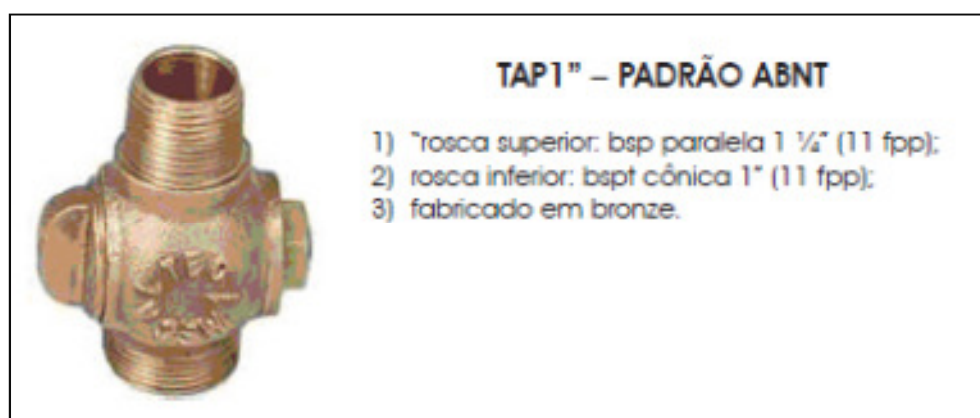 TAP1" – PADRÃO ABNT
1) "rosca superior: bsp paralela 1 ¼" (11 fpp);
2) rosca inferior: bspt cônica 1" (11 fpp);
3) fabricado em bronze.